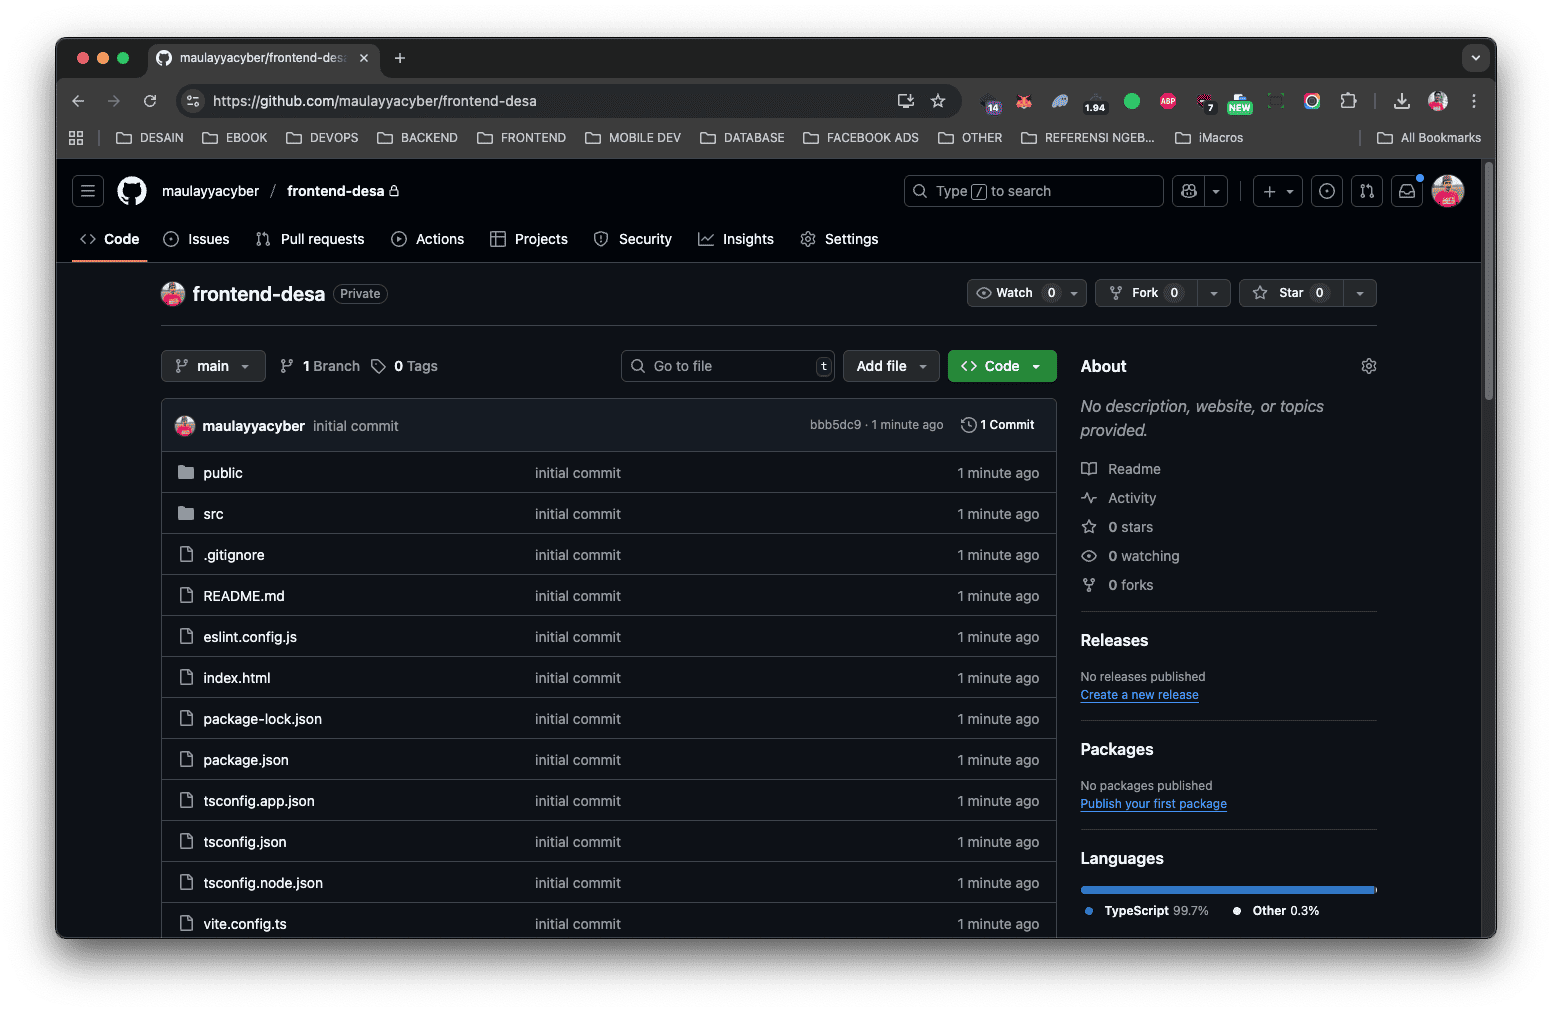 maulayyacyber/frontend-desa
https://github.com/maulayyacyber/frontend-desa
14
1.94
ABP
7
NEW
DESAIN
EBOOK
DEVOPS
BACKEND
FRONTEND
MOBILE DEV
DATABASE
FACEBOOK ADS
OTHER
REFERENSI NGEB...
iMacros
All Bookmarks
maulayyacyber / frontend-desa
Type / to search
Code
Issues
Pull requests
Actions
Projects
Security
Insights
Settings
frontend-desa Private
Watch 0
Fork 0
Star 0
main
1 Branch
0 Tags
Go to file t
Add file
Code
maulayyacyber initial commit bbb5dc9 · 1 minute ago 1 Commit
public initial commit 1 minute ago
src initial commit 1 minute ago
.gitignore initial commit 1 minute ago
README.md initial commit 1 minute ago
eslint.config.js initial commit 1 minute ago
index.html initial commit 1 minute ago
package-lock.json initial commit 1 minute ago
package.json initial commit 1 minute ago
tsconfig.app.json initial commit 1 minute ago
tsconfig.json initial commit 1 minute ago
tsconfig.node.json initial commit 1 minute ago
vite.config.ts initial commit 1 minute ago
About
No description, website, or topics
provided.
Readme
Activity
0 stars
0 watching
0 forks
Releases
No releases published
Create a new release
Packages
No packages published
Publish your first package
Languages
TypeScript 99.7% Other 0.3%